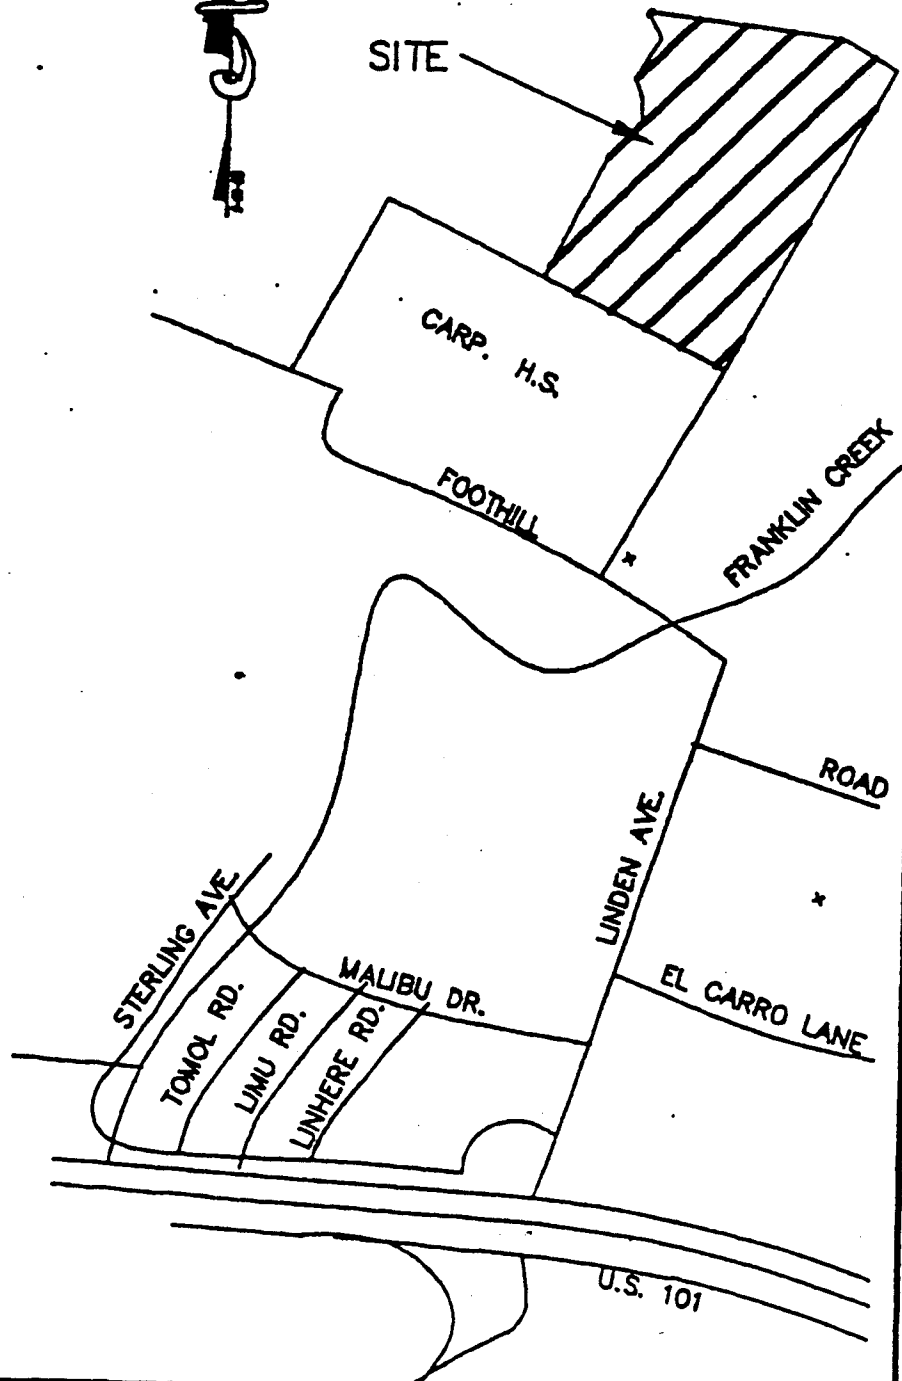 SITE
CARP. H.S.
FOOTHILL
FRANKLIN CREEK
ROAD
LINDEN AVE.
STERLING AVE.
MALIBU DR.
EL CARRO LANE
TOMOL RD.
LIMU RD.
LINHERE RD.
U.S. 101